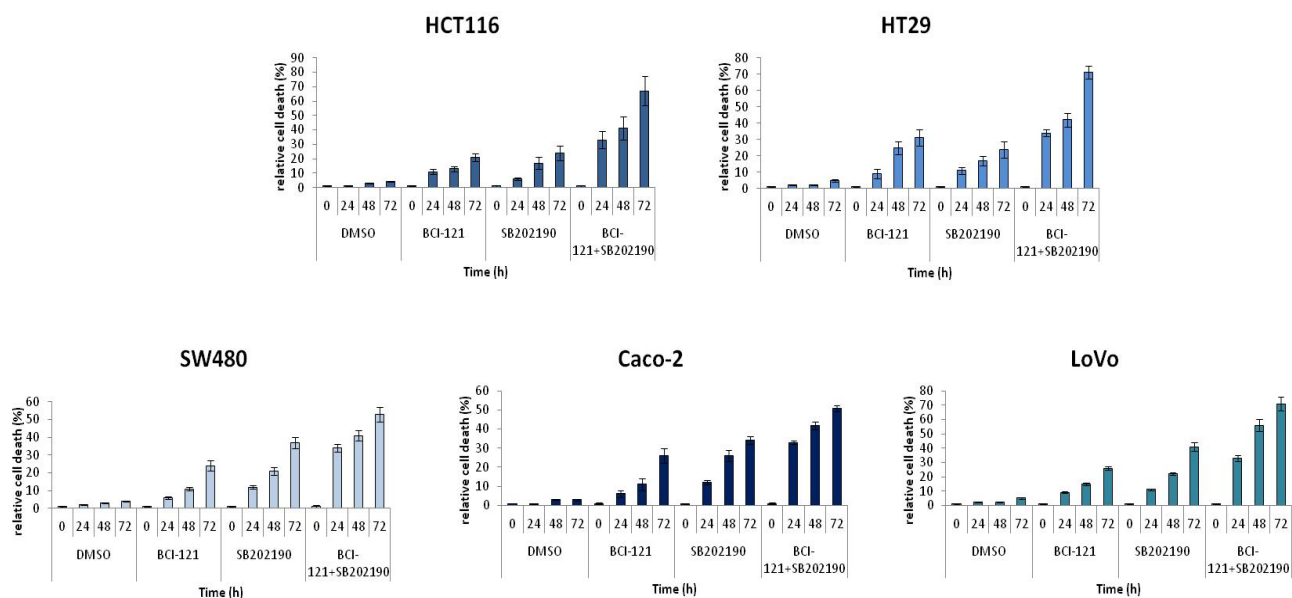 HCT116
relative cell death (%)
90
80
70
60
50
40
30
20
10
0
0 24 48 72 0 24 48 72 0 24 48 72 0 24 48 72
DMSO BCI-121 SB202190 BCI-
121+SB202190
Time (h)
HT29
relative cell death (%)
80
70
60
50
40
30
20
10
0
0 24 48 72 0 24 48 72 0 24 48 72 0 24 48 72
DMSO BCI-121 SB202190 BCI-
121+SB202190
Time (h)
SW480
relative cell death (%)
60
50
40
30
20
10
0
0 24 48 72 0 24 48 72 0 24 48 72 0 24 48 72
DMSO BCI-121 SB202190 BCI-
121+SB202190
Time (h)
Caco-2
relative cell death (%)
60
50
40
30
20
10
0
0 24 48 72 0 24 48 72 0 24 48 72 0 24 48 72
DMSO BCI-121 SB202190 BCI-
121+SB202190
Time (h)
LoVo
relative cell death (%)
80
70
60
50
40
30
20
10
0
0 24 48 72 0 24 48 72 0 24 48 72 0 24 48 72
DMSO BCI-121 SB202190 BCI-
121+SB202190
Time (h)